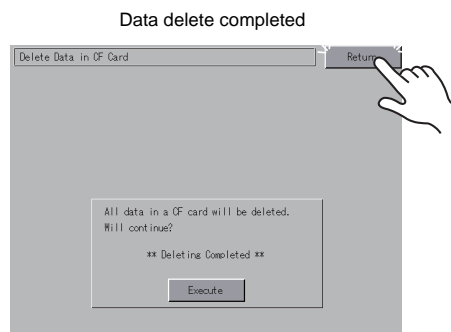 Data delete completed
Delete Data in CF Card
Return
All data in a CF card will be deleted.
Will continue?
** Deleting Completed **
Execute